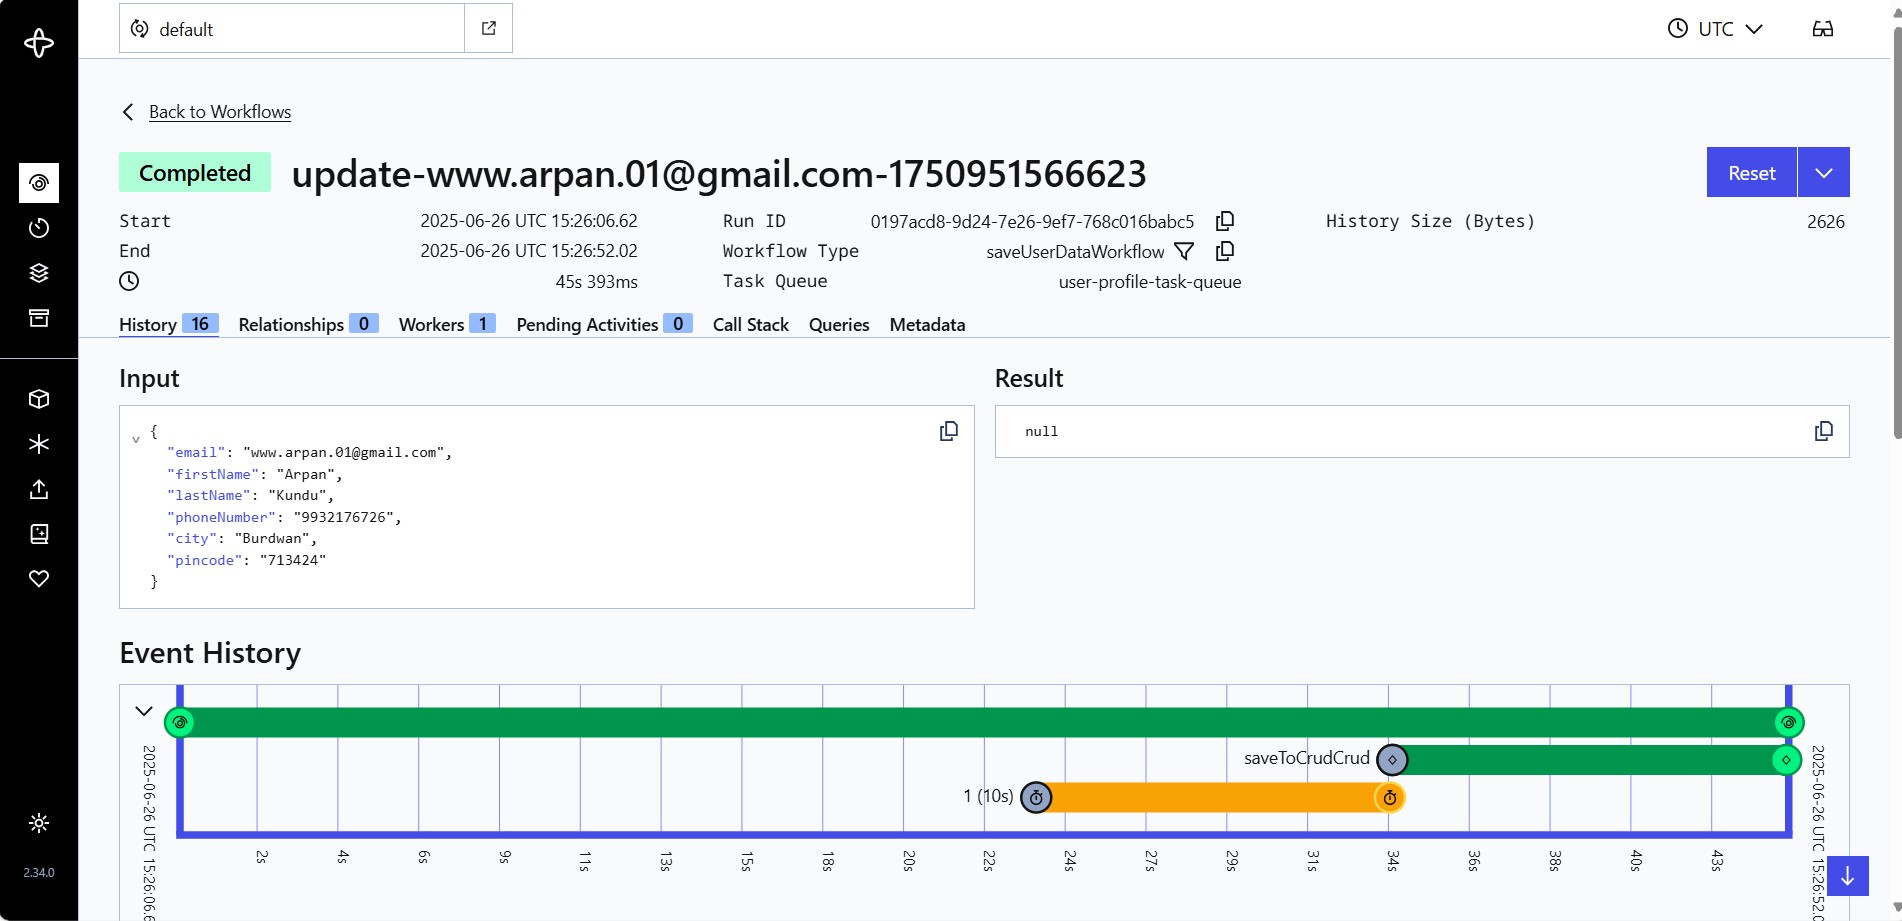 default
UTC
Back to Workflows
Completed
update-www.arpan.01@gmail.com-1750951566623
Reset
Start 2025-06-26 UTC 15:26:06.62
Run ID 0197acd8-9d24-7e26-9ef7-768c016babc5
History Size (Bytes) 2626
End 2025-06-26 UTC 15:26:52.02
Workflow Type saveUserDataWorkflow
45s 393ms
Task Queue user-profile-task-queue
History 16 Relationships 0 Workers 1 Pending Activities 0 Call Stack Queries Metadata
Input
{
"email": "www.arpan.01@gmail.com",
"firstName": "Arpan",
"lastName": "Kundu",
"phoneNumber": "9932176726",
"city": "Burdwan",
"pincode": "713424"
}
Result
null
Event History
saveToCrudCrud
1 (10s)
2025-06-26 UTC 15:26:06.6
2s 4s 6s 9s 11s 13s 15s 18s 20s 22s 24s 27s 29s 31s 34s 36s 38s 40s 43s
2025-06-26 UTC 15:26:52.0
2.34.0